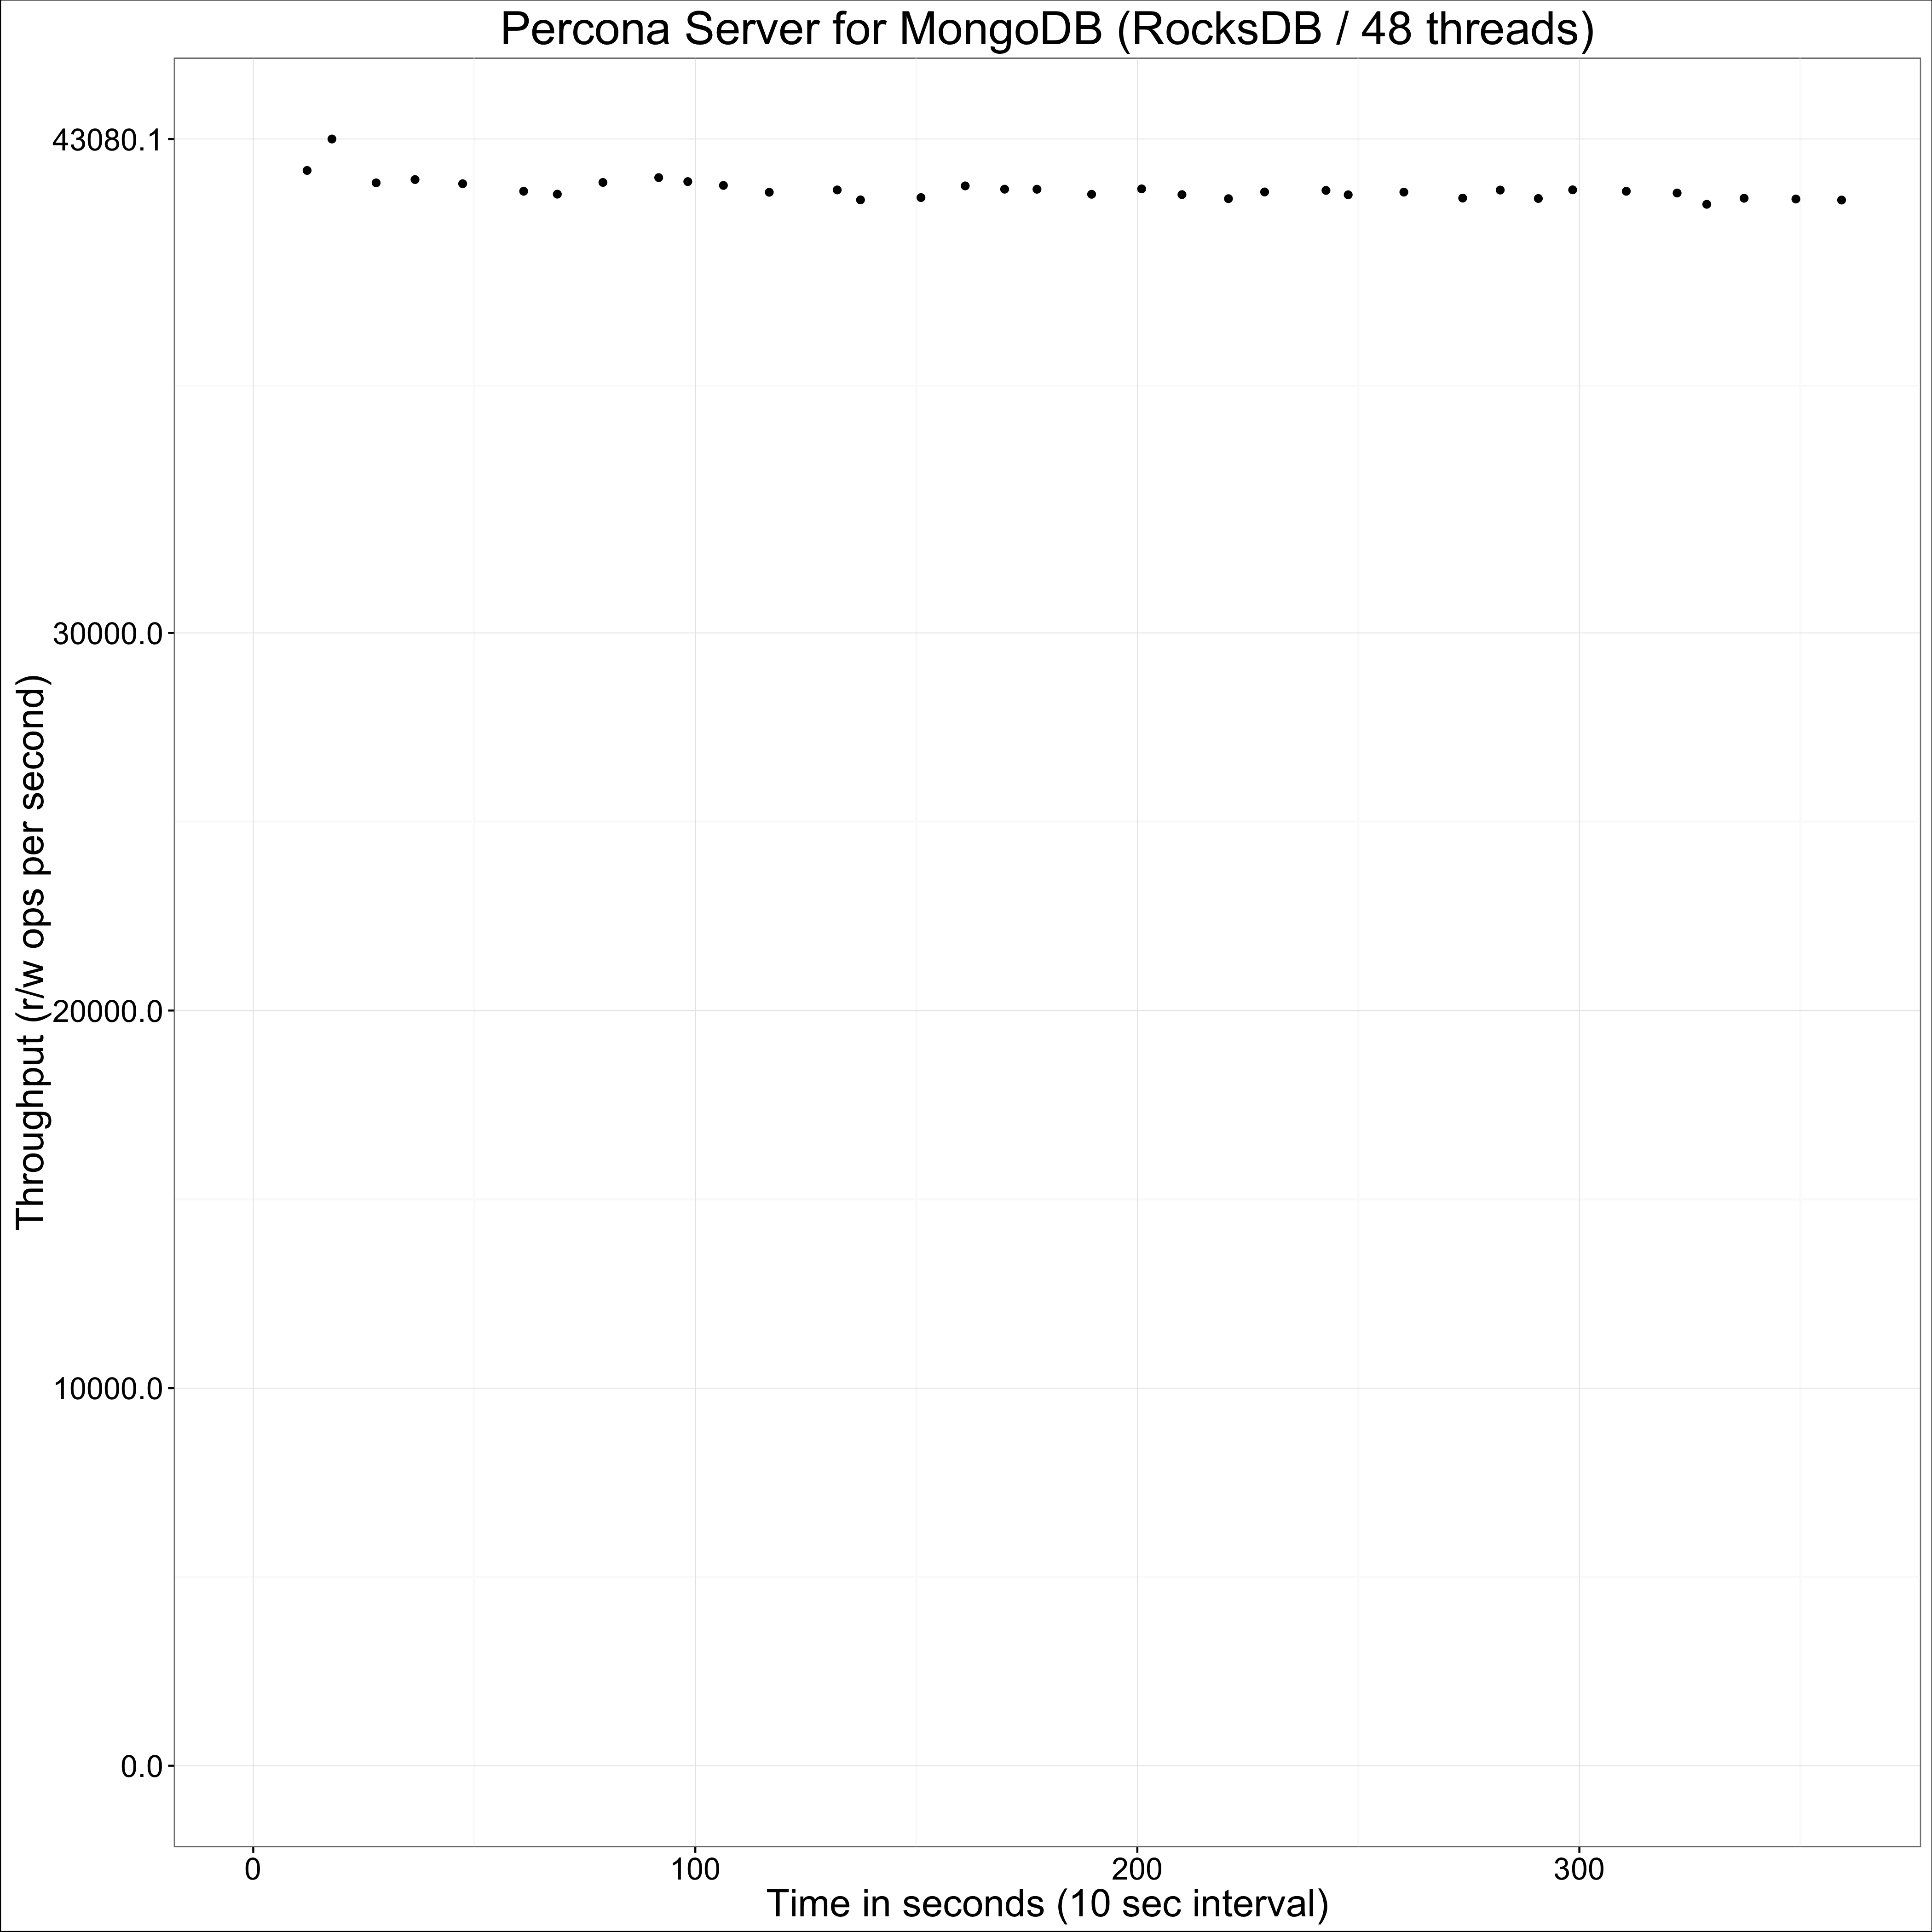 Percona Server for MongoDB (RocksDB / 48 threads)
Throughput (r/w ops per second)
43080.1
30000.0
20000.0
10000.0
0.0
0 100 200 300
Time in seconds (10 sec interval)